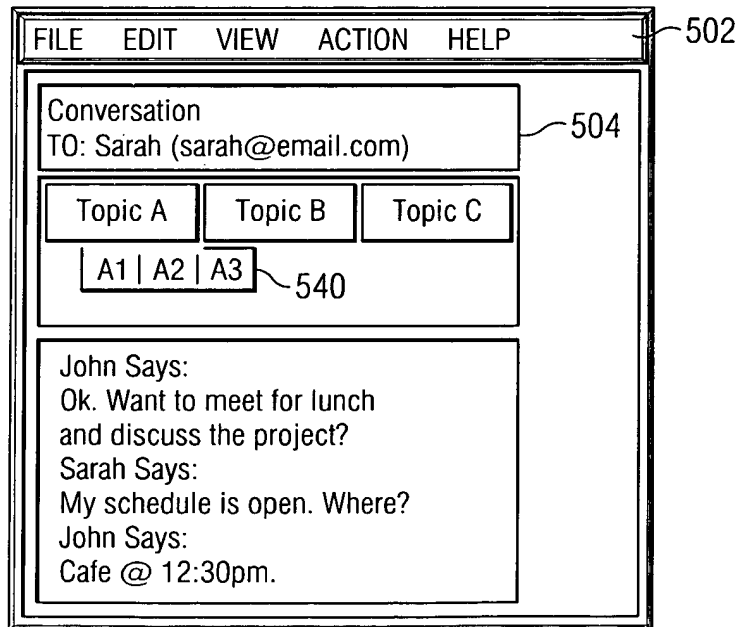 FILE EDIT VIEW ACTION HELP
502
Conversation
TO: Sarah (sarah@email.com)
504
Topic A Topic B Topic C
A1 | A2 | A3
540
John Says:
Ok. Want to meet for lunch
and discuss the project?
Sarah Says:
My schedule is open. Where?
John Says:
Cafe @ 12:30pm.